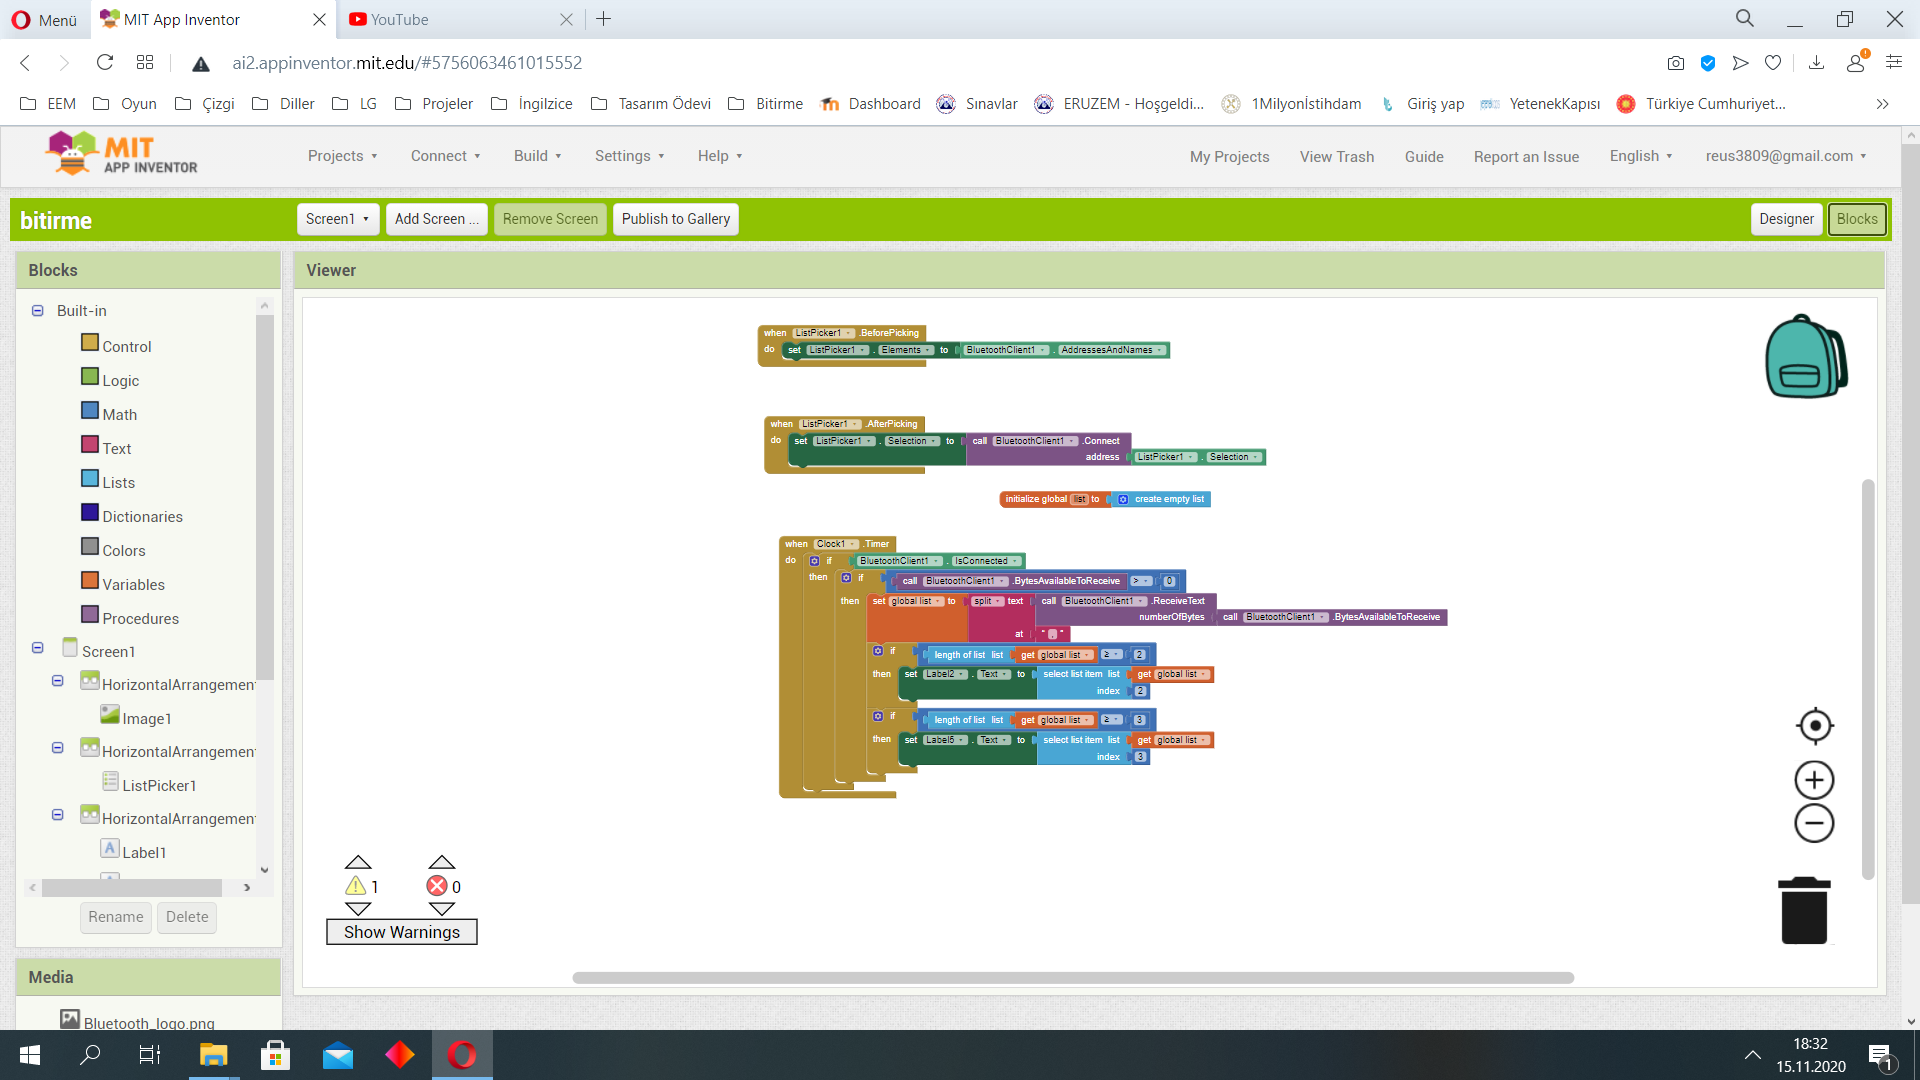 Menü
MIT App Inventor
YouTube
ai2.appinventor.mit.edu/#5756063461015552
EEM
Oyun
Çizgi
Diller
LG
Projeler
İngilizce
Tasarım Ödevi
Bitirme
Dashboard
Sınavlar
ERUZEM - Hoşgeldi...
1Milyonİstihdam
Giriş yap
YetenekKapısı
Türkiye Cumhuriyet...
MIT
APP INVENTOR
Projects
Connect
Build
Settings
Help
My Projects
View Trash
Guide
Report an Issue
English
reus3809@gmail.com
bitirme
Screen1
Add Screen ...
Remove Screen
Publish to Gallery
Designer
Blocks
Blocks
Viewer
Built-in
Control
Logic
Math
Text
Lists
Dictionaries
Colors
Variables
Procedures
Screen1
HorizontalArrangemen
Image1
HorizontalArrangemen
ListPicker1
HorizontalArrangemen
A Label1
Rename
Delete
Media
Bluetooth_logo.png
when ListPicker1 .BeforePicking
do set ListPicker1 . Elements to BluetoothClient1 . AddressesAndNames
when ListPicker1 .AfterPicking
do set ListPicker1 . Selection to call BluetoothClient1 .Connect
address ListPicker1 . Selection
initialize global list to create empty list
when Clock1 .Timer
do if BluetoothClient1 . IsConnected
then if call BluetoothClient1 .BytesAvailableToReceive > 0
then set global list to split text call BluetoothClient1 .ReceiveText
numberOfBytes call BluetoothClient1 .BytesAvailableToReceive
at
if length of list list get global list ≥ 2
then set Label2 . Text to select list item list get global list
index 2
if length of list list get global list ≥ 3
then set Label5 . Text to select list item list get global list
index 3
1
0
Show Warnings
18:32
15.11.2020
1